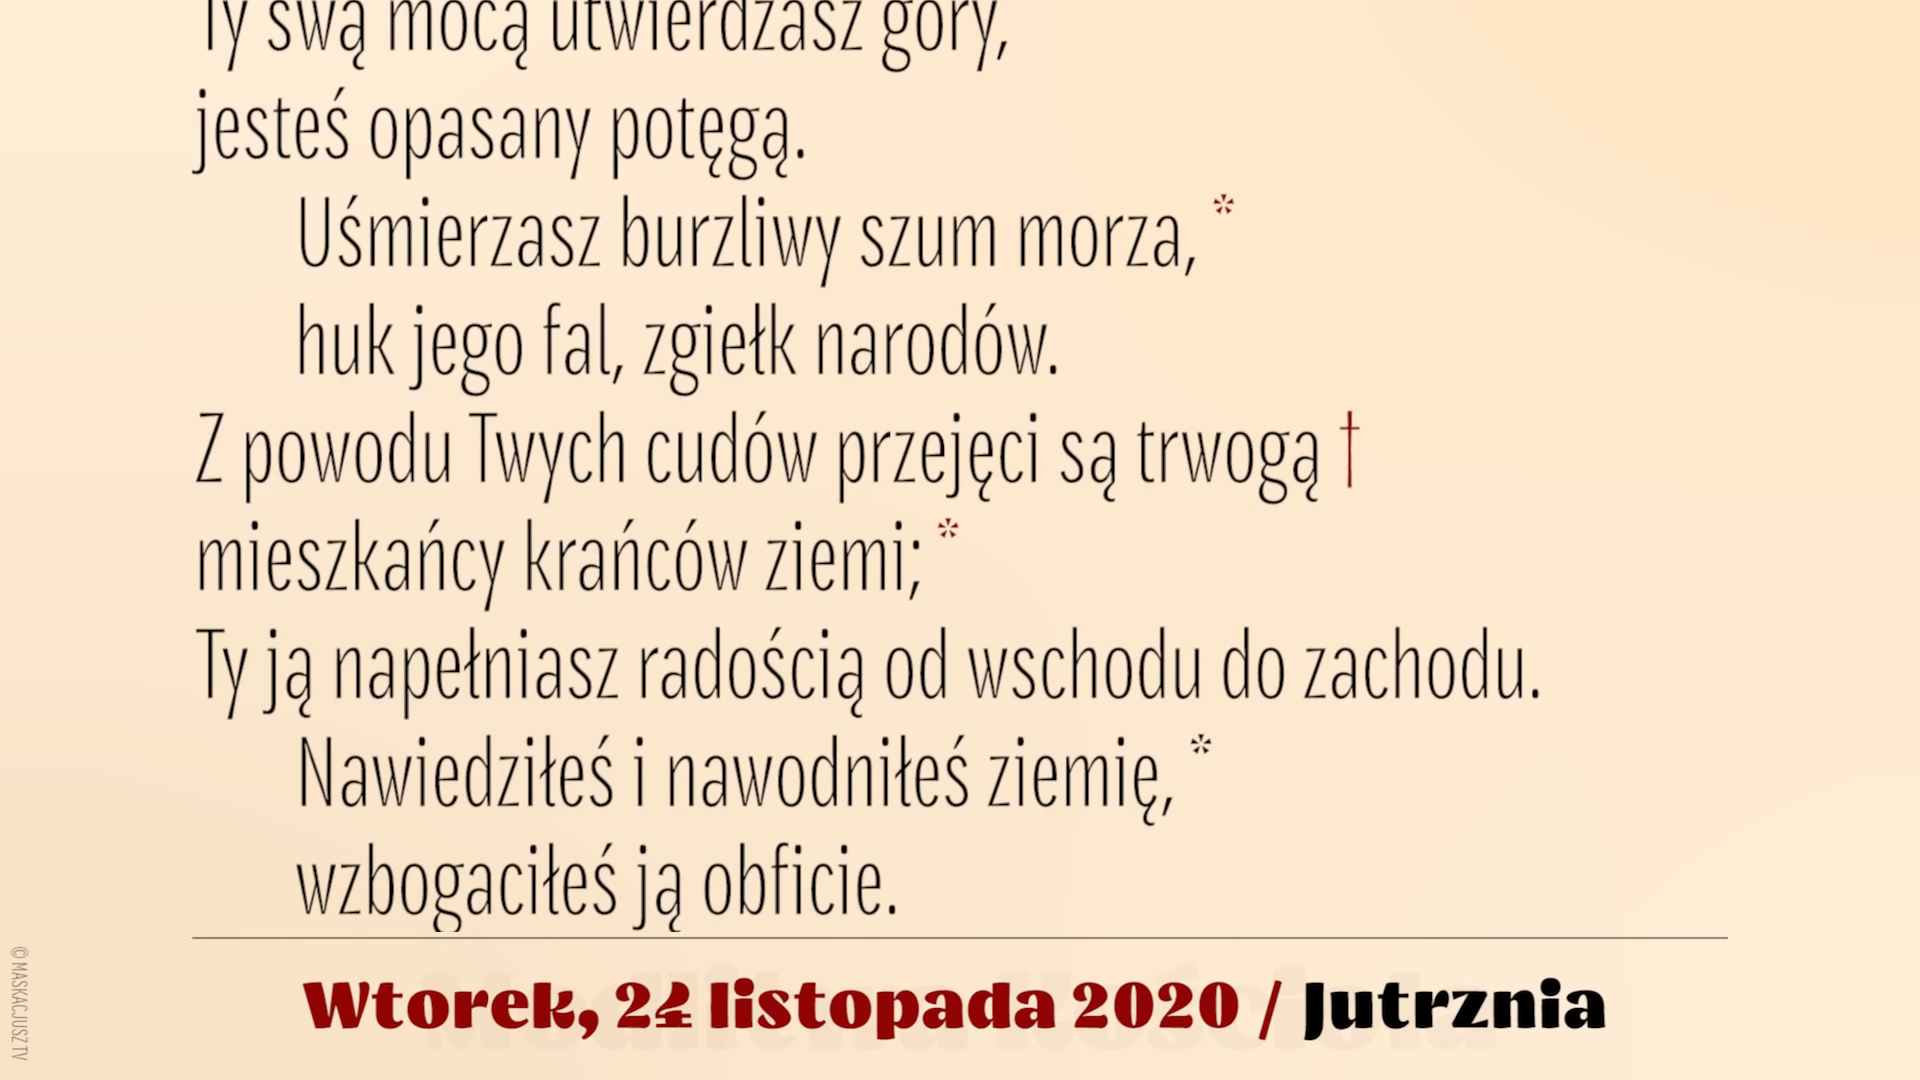 Ty swą mocą utwierdzasz góry,
jesteś opasany potęgą.
Uśmierzasz burzliwy szum morza, *
huk jego fal, zgiełk narodów.
Z powodu Twych cudów przejęci są trwogą †
mieszkańcy krańców ziemi; *
Ty ją napełniasz radością od wschodu do zachodu.
Nawiedziłeś i nawodniłeś ziemię, *
wzbogaciłeś ją obficie.
Wtorek, 24 listopada 2020 / Jutrznia
© MASKACJUSZ TV